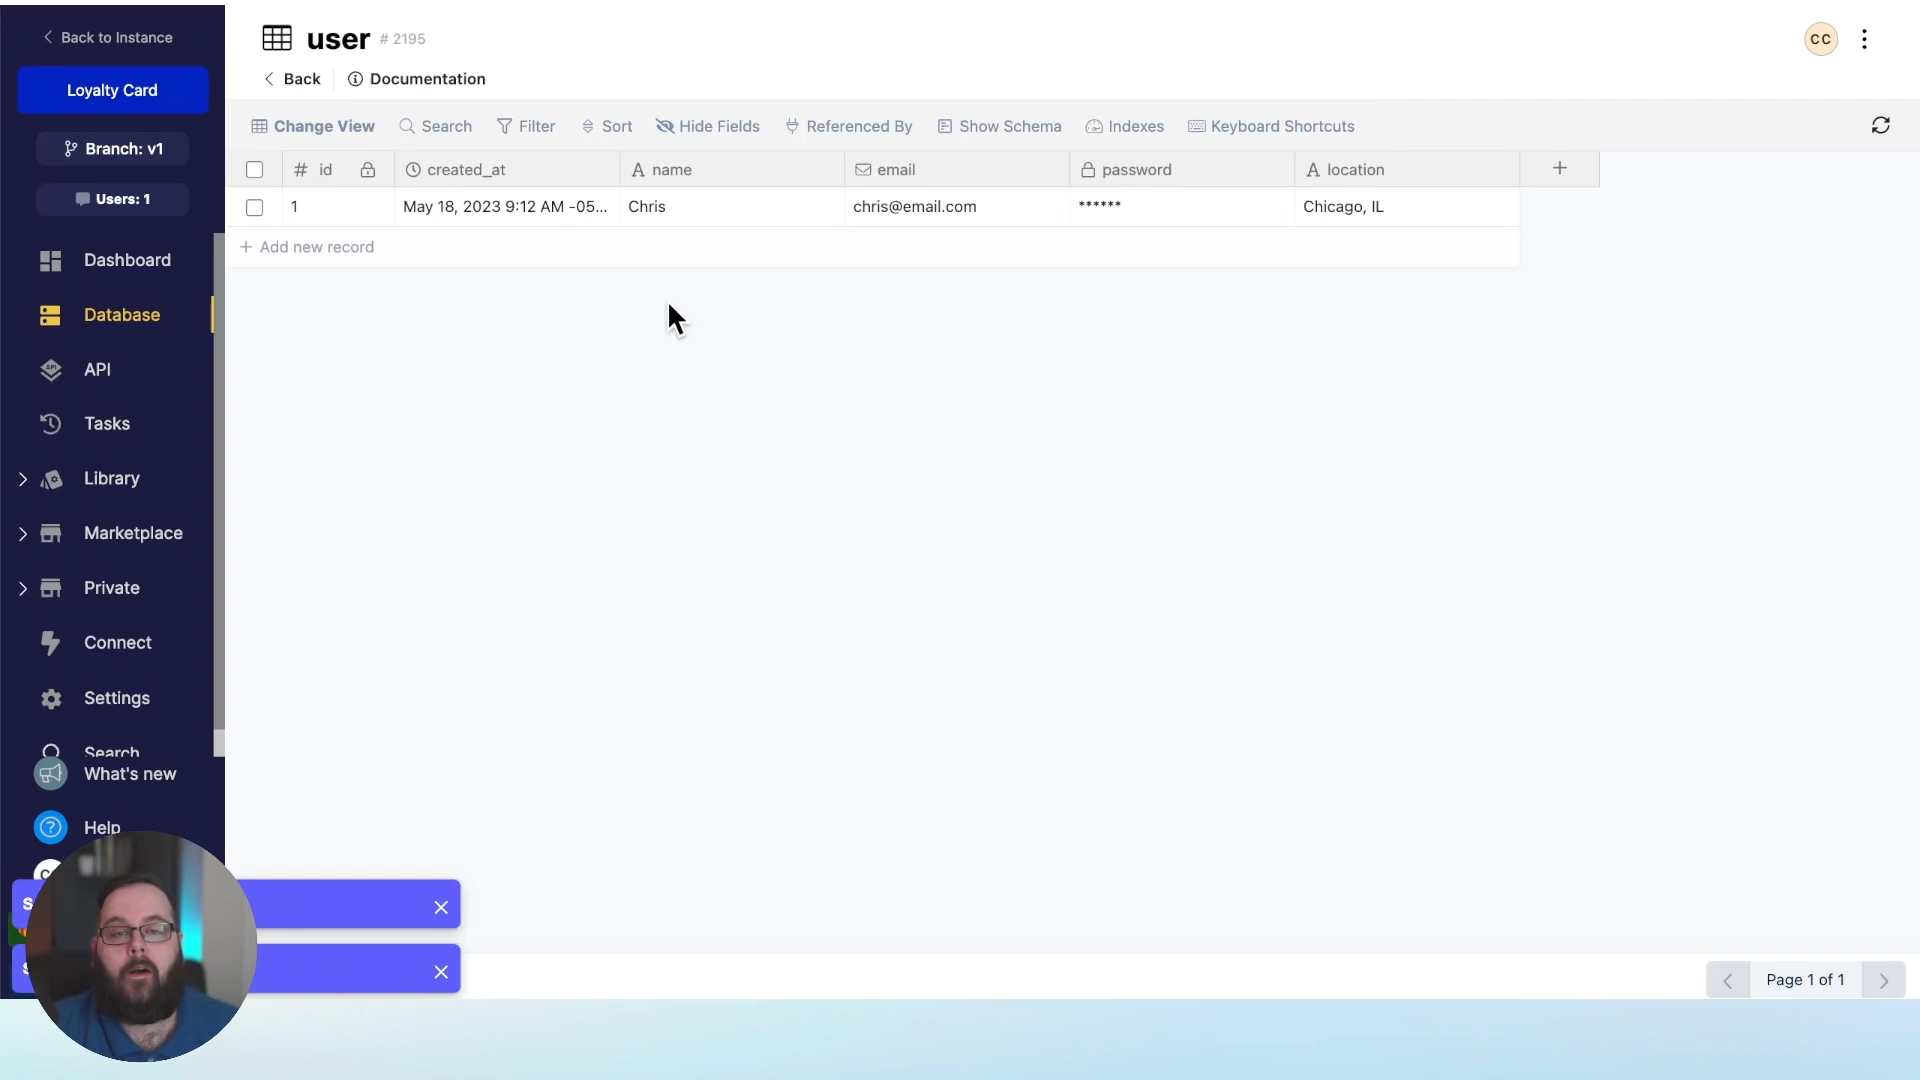 Back to Instance
Loyalty Card
Branch: v1
Users: 1
Dashboard
Database
API
Tasks
Library
Marketplace
Private
Connect
Settings
Search
What's new
Help
user # 2195
CC
Back
Documentation
Change View
Search
Filter
Sort
Hide Fields
Referenced By
Show Schema
Indexes
Keyboard Shortcuts
# id
created_at
A name
email
password
A location
+
1
May 18, 2023 9:12 AM -05...
Chris
chris@email.com
******
Chicago, IL
+ Add new record
Page 1 of 1